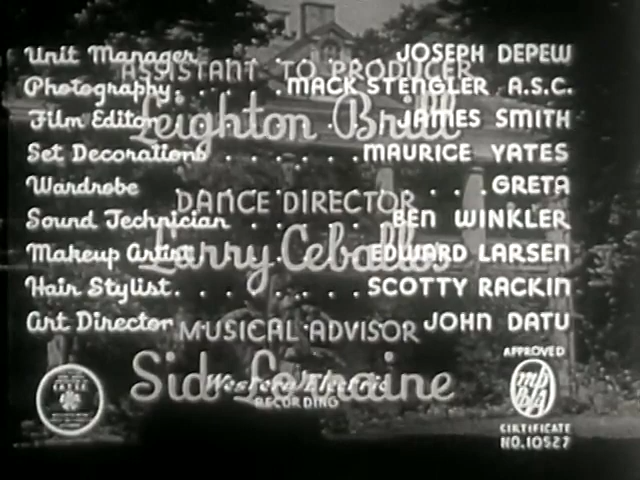 Unit Manager. . . . . JOSEPH DEPEW
ASSISTANT TO PRODUCER
Photography. . . . .MACK STENGLER A.S.C.
Film Editor . . . . JAMES SMITH
Leighton Brill
Set Decorations . . . . . .MAURICE YATES
Wardrobe . . .GRETA
DANCE DIRECTOR
Sound Technician . . . . . BEN WINKLER
Makeup Artist . . . . EDWARD LARSEN
Larry Ceballos
Hair Stylist. . . . . . . SCOTTY RACKIN
Art Director JOHN DATU
MUSICAL ADVISOR
APPROVED
Sid Lorraine
Western Electric
RECORDING
CERTIFICATE
NO.10527